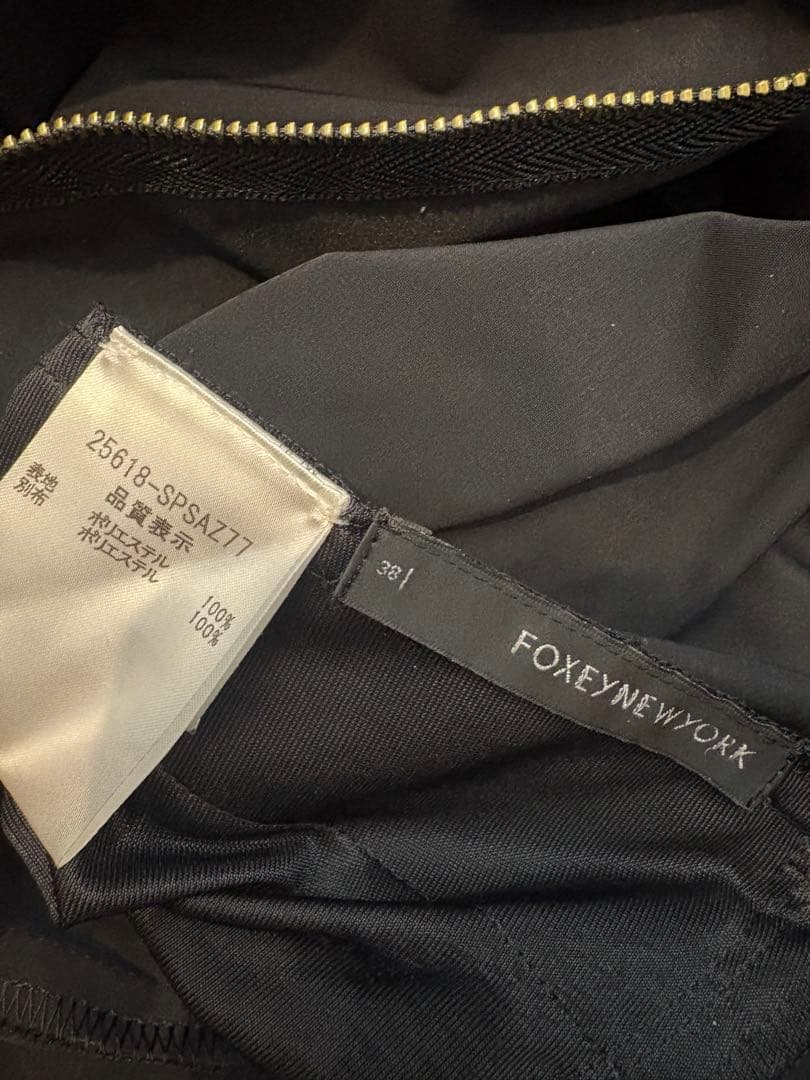 25618-SPSAZ77
品質表示
表地 ポリエステル 100%
別布 ポリエステル 100%
38
FOXEYNEWYORK